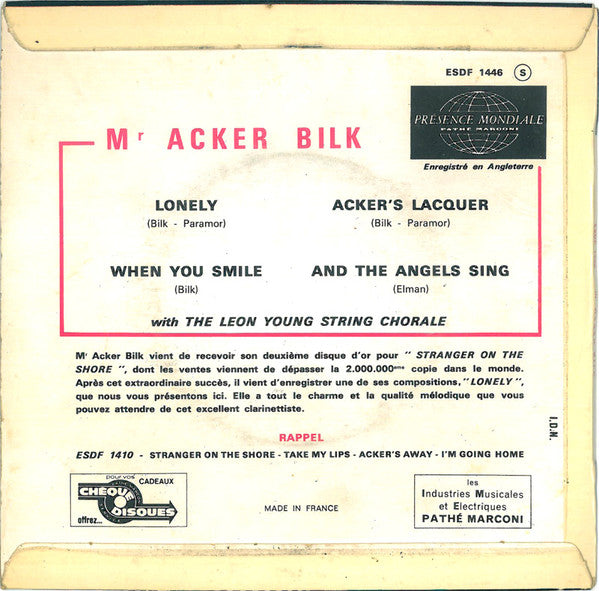 ESDF 1446 S
PRÉSENCE MONDIALE
PATHÉ MARCONI
Enregistré en Angleterre
Mr ACKER BILK
LONELY
(Bilk - Paramor)
ACKER'S LACQUER
(Bilk - Paramor)
WHEN YOU SMILE
(Bilk)
AND THE ANGELS SING
(Elman)
with THE LEON YOUNG STRING CHORALE
Mr Acker Bilk vient de recevoir son deuxième disque d'or pour " STRANGER ON THE
SHORE ", dont les ventes viennent de dépasser la 2.000.000ème copie dans le monde.
Après cet extraordinaire succès, il vient d'enregistrer une de ses compositions, " LONELY ",
que nous vous présentons ici. Elle a tout le charme et la qualité mélodique que vous
pouvez attendre de cet excellent clarinettiste.
I.D.N.
RAPPEL
ESDF 1410 - STRANGER ON THE SHORE - TAKE MY LIPS - ACKER'S AWAY - I'M GOING HOME
pour vos CADEAUX
CHÈQUE
DISQUES
offrez...
MADE IN FRANCE
les
Industries Musicales
et Electriques
PATHÉ MARCONI